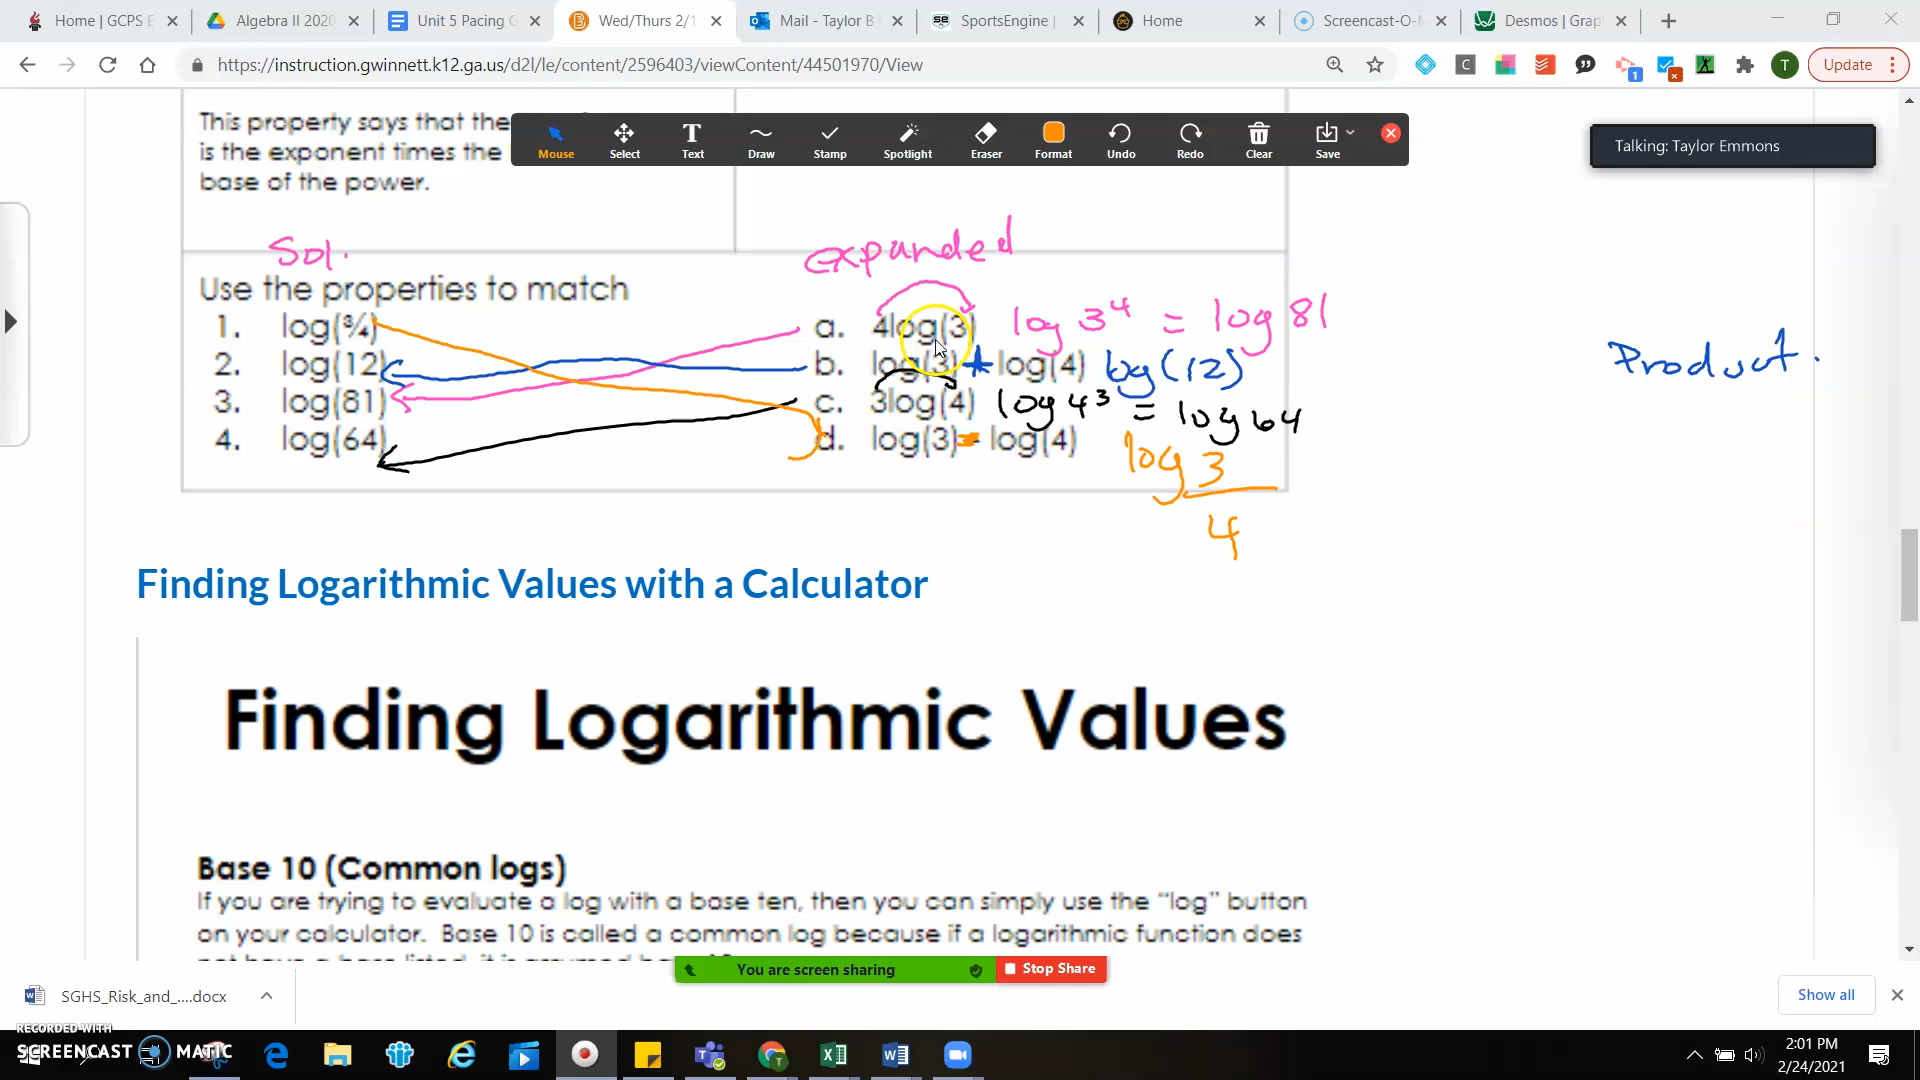 Home | GCPS E
Algebra II 2020
Unit 5 Pacing G
Wed/Thurs 2/1
Mail - Taylor B
SportsEngine |
Home
Screencast-O-M
Desmos | Grap
https://instruction.gwinnett.k12.ga.us/d2l/le/content/2596403/viewContent/44501970/View
Update
This property says that the
is the exponent times the
base of the power.
Mouse Select Text Draw Stamp Spotlight Eraser Format Undo Redo Clear Save
Talking: Taylor Emmons
Sol. expanded
Use the properties to match
1. log(¾) a. 4log(3) log 3⁴ = log 81
2. log(12) b. log(3) + log(4) log(12) Product.
3. log(81) c. 3log(4) log 4³ = log 64
4. log(64) d. log(3) - log(4) log 3/4
Finding Logarithmic Values with a Calculator
Finding Logarithmic Values
Base 10 (Common logs)
If you are trying to evaluate a log with a base ten, then you can simply use the "log" button
on your calculator. Base 10 is called a common log because if a logarithmic function does
You are screen sharing Stop Share
SGHS_Risk_and_....docx
Show all
RECORDED WITH
SCREENCAST MATIC
2:01 PM
2/24/2021